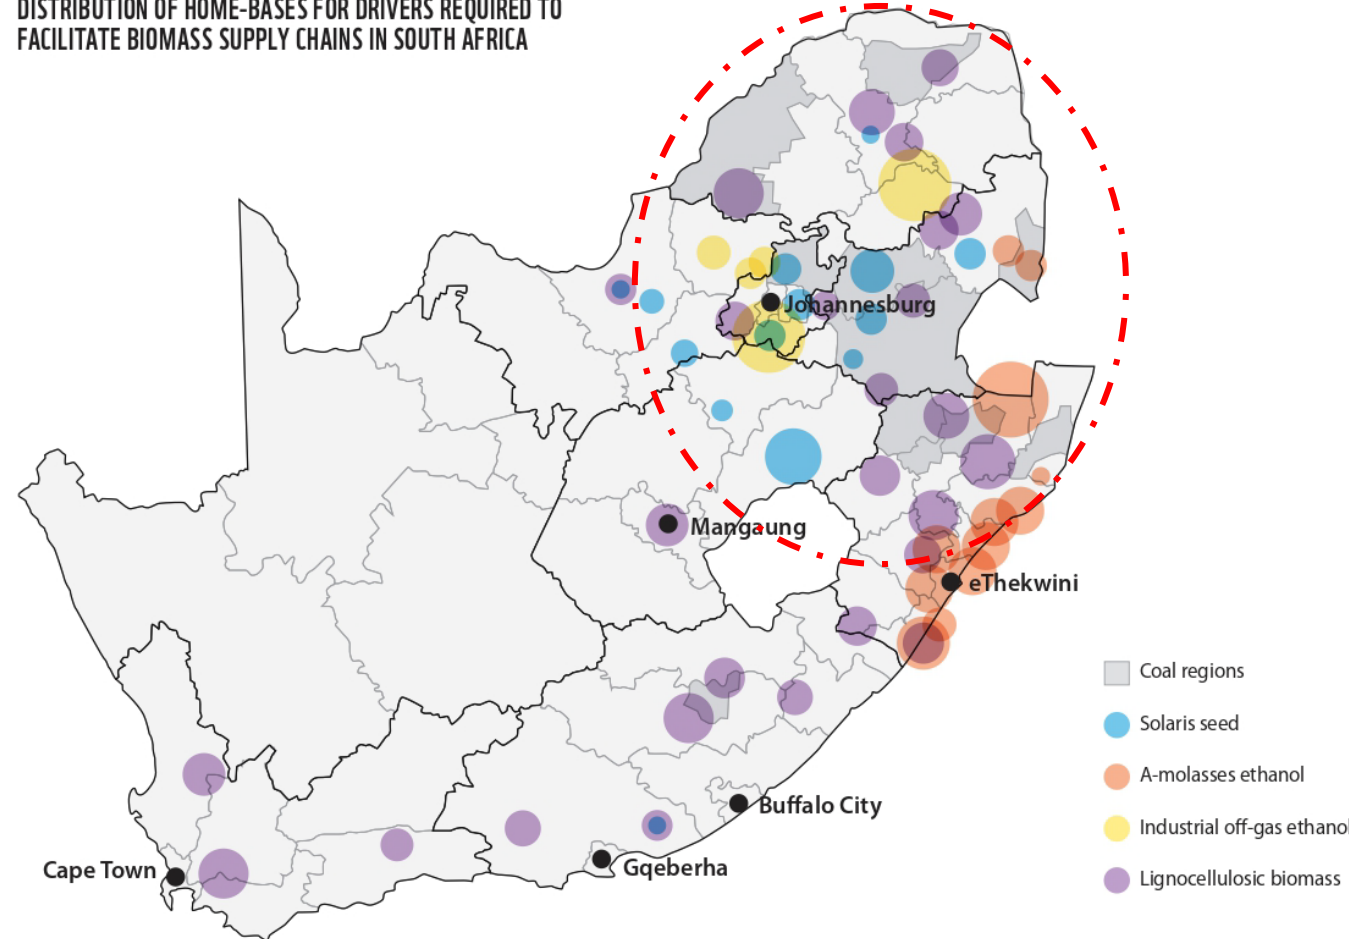 DISTRIBUTION OF HOME-BASES FOR DRIVERS REQUIRED TO
FACILITATE BIOMASS SUPPLY CHAINS IN SOUTH AFRICA
Johannesburg
Mangaung
eThekwini
Buffalo City
Gqeberha
Cape Town
Coal regions
Solaris seed
A-molasses ethanol
Industrial off-gas ethanol
Lignocellulosic biomass